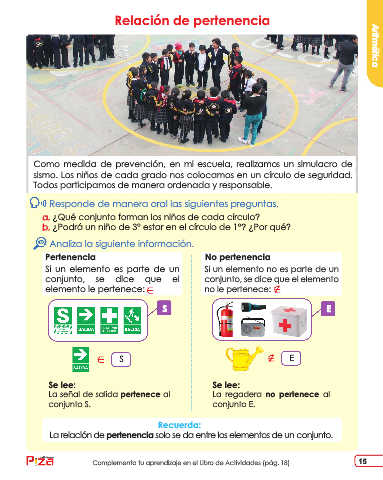 Relación de pertenencia
Aritmética
Como medida de prevención, en mi escuela, realizamos un simulacro de
sismo. Los niños de cada grado nos colocamos en un círculo de seguridad.
Todos participamos de manera ordenada y responsable.
Responde de manera oral las siguientes preguntas.
a. ¿Qué conjunto forman los niños de cada círculo?
b. ¿Podrá un niño de 3° estar en el círculo de 1°? ¿Por qué?
Analiza la siguiente información.
Pertenencia
Si un elemento es parte de un
conjunto, se dice que el
elemento le pertenece: ∈
S
S
SALIDA
∈ S
Se lee:
La señal de salida pertenece al
conjunto S.
No pertenencia
Si un elemento no es parte de un
conjunto, se dice que el elemento
no le pertenece: ∉
E
∉ E
Se lee:
La regadera no pertenece al
conjunto E.
Recuerda:
La relación de pertenencia solo se da entre los elementos de un conjunto.
Pizá
Complementa tu aprendizaje en el Libro de Actividades (pág. 18)
15